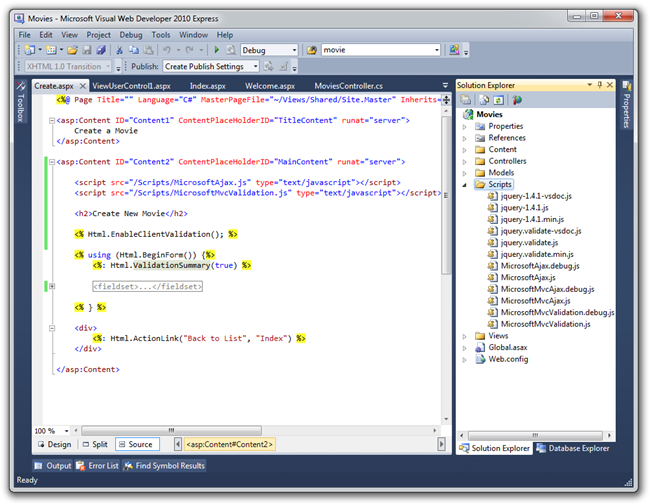 Movies - Microsoft Visual Web Developer 2010 Express
File Edit View Project Debug Tools Window Help
Debug movie
XHTML 1.0 Transition Publish: Create Publish Settings
Create.aspx ViewUserControl1.aspx Index.aspx Welcome.aspx MoviesController.cs
Toolbox
<%@ Page Title="" Language="C#" MasterPageFile="~/Views/Shared/Site.Master" Inherits=
<asp:Content ID="Content1" ContentPlaceHolderID="TitleContent" runat="server">
Create a Movie
</asp:Content>
<asp:Content ID="Content2" ContentPlaceHolderID="MainContent" runat="server">
<script src="/Scripts/MicrosoftAjax.js" type="text/javascript"></script>
<script src="/Scripts/MicrosoftMvcValidation.js" type="text/javascript"></script>
<h2>Create New Movie</h2>
<% Html.EnableClientValidation(); %>
<% using (Html.BeginForm()) {%>
<%: Html.ValidationSummary(true) %>
<fieldset>...</fieldset>
<% } %>
<div>
<%: Html.ActionLink("Back to List", "Index") %>
</div>
</asp:Content>
100 %
Design Split Source <asp:Content#Content2>
Solution Explorer
Movies
Properties
References
Content
Controllers
Models
Scripts
jquery-1.4.1-vsdoc.js
jquery-1.4.1.js
jquery-1.4.1.min.js
jquery.validate-vsdoc.js
jquery.validate.js
jquery.validate.min.js
MicrosoftAjax.debug.js
MicrosoftAjax.js
MicrosoftMvcAjax.debug.js
MicrosoftMvcAjax.js
MicrosoftMvcValidation.debug.js
MicrosoftMvcValidation.js
Views
Global.asax
Web.config
Solution Explorer Database Explorer
Properties
Output Error List Find Symbol Results
Ready